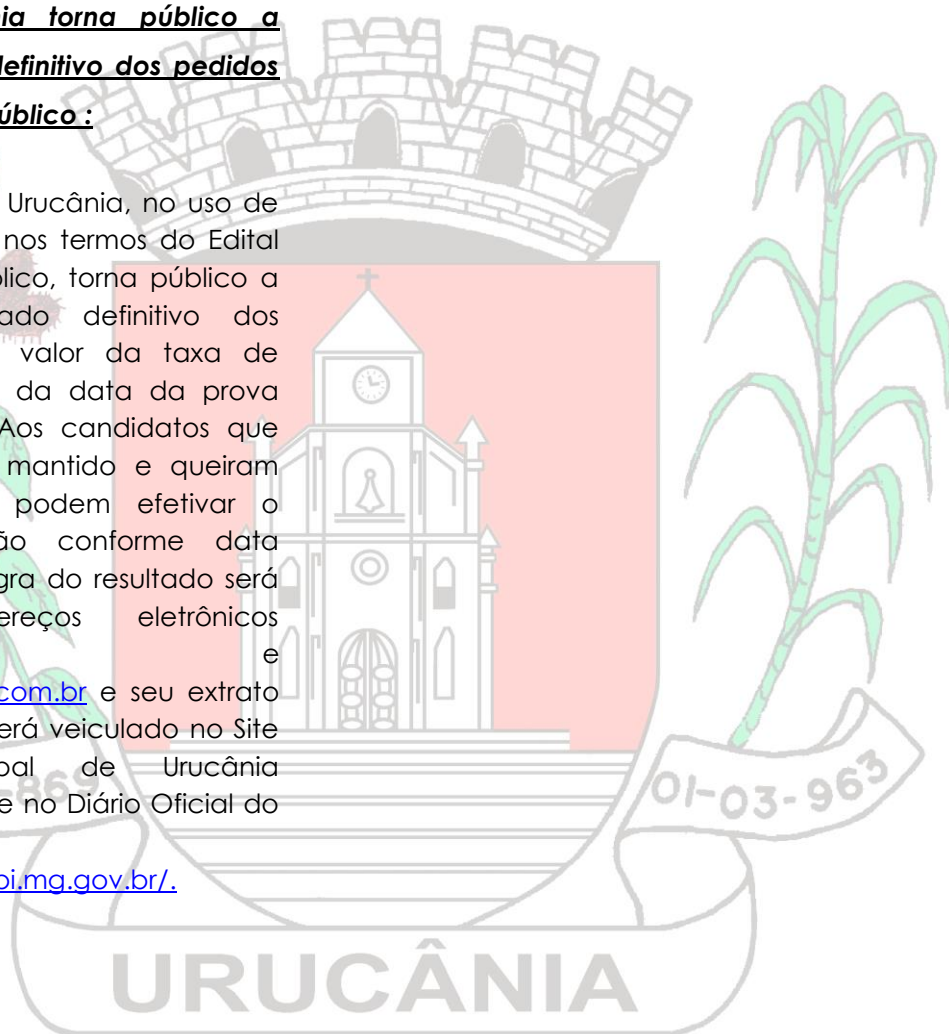 ia torna público a
definitivo dos pedidos
úblico :
Urucânia, no uso de
nos termos do Edital
lico, torna público a
ado definitivo dos
valor da taxa de
da data da prova
Aos candidatos que
mantido e queiram
podem efetivar o
ão conforme data
gra do resultado será
ereços eletrônicos
e
com.br e seu extrato
erá veiculado no Site
pal de Urucânia
e no Diário Oficial do
oi.mg.gov.br/.
-869
01-03-963
URUCÂNIA